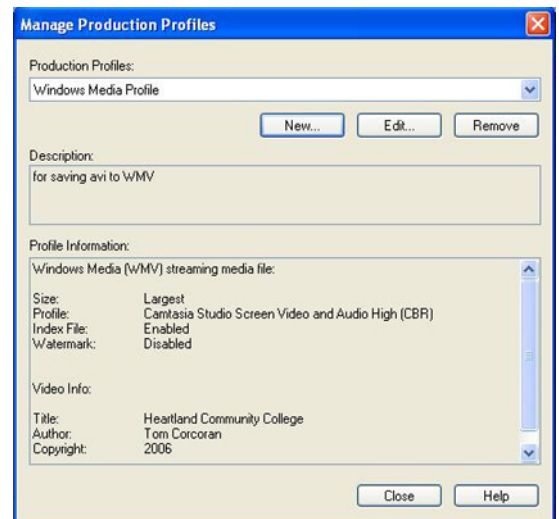 Manage Production Profiles
Production Profiles:
Windows Media Profile
New... Edit... Remove
Description:
for saving avi to WMV
Profile Information:
Windows Media (WMV) streaming media file:
Size: Largest
Profile: Camtasia Studio Screen Video and Audio High (CBR)
Index File: Enabled
Watermark: Disabled
Video Info:
Title: Heartland Community College
Author: Tom Corcoran
Copyright: 2006
Close Help